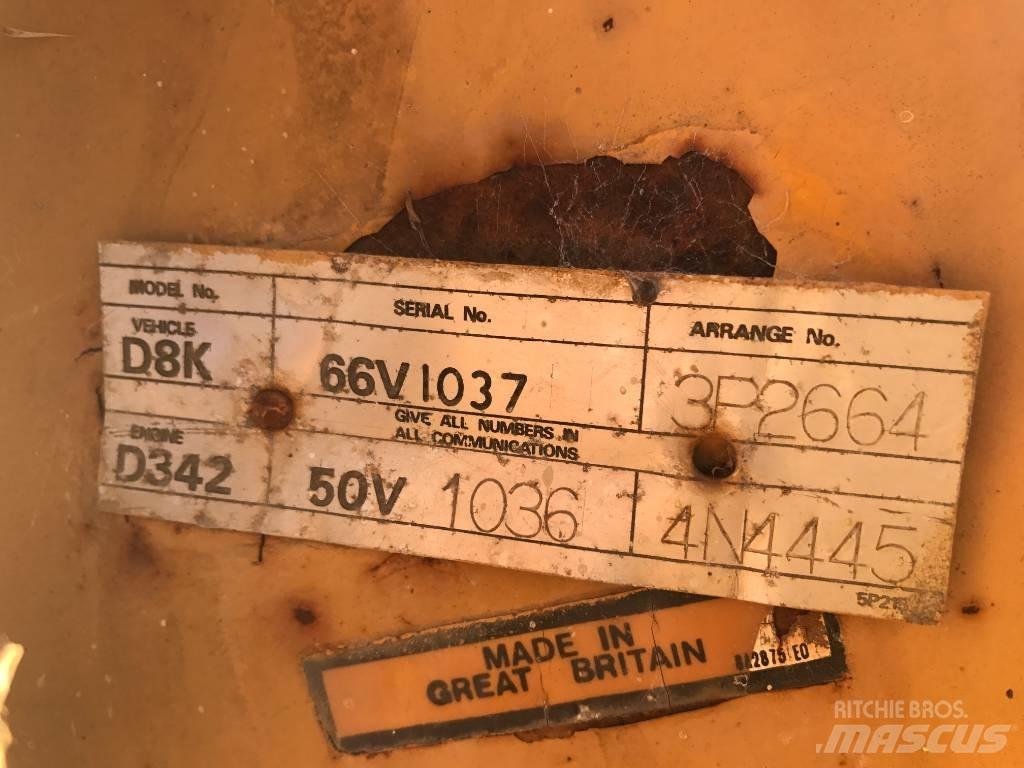 MODEL No.
SERIAL No.
ARRANGE No.
VEHICLE
D8K
66V1037
3P2664
GIVE ALL NUMBERS IN
ALL COMMUNICATIONS
ENGINE
D342
50V 1036
4N4445
MADE IN
GREAT BRITAIN
RITCHIE BROS.
MASCUS